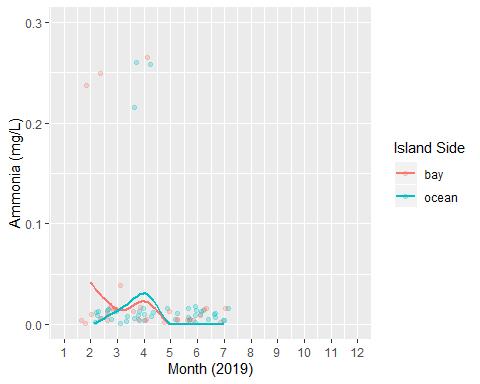 0.3
0.2
0.1
0.0
Ammonia (mg/L)
1 2 3 4 5 6 7 8 9 10 11 12
Month (2019)
Island Side
bay
ocean